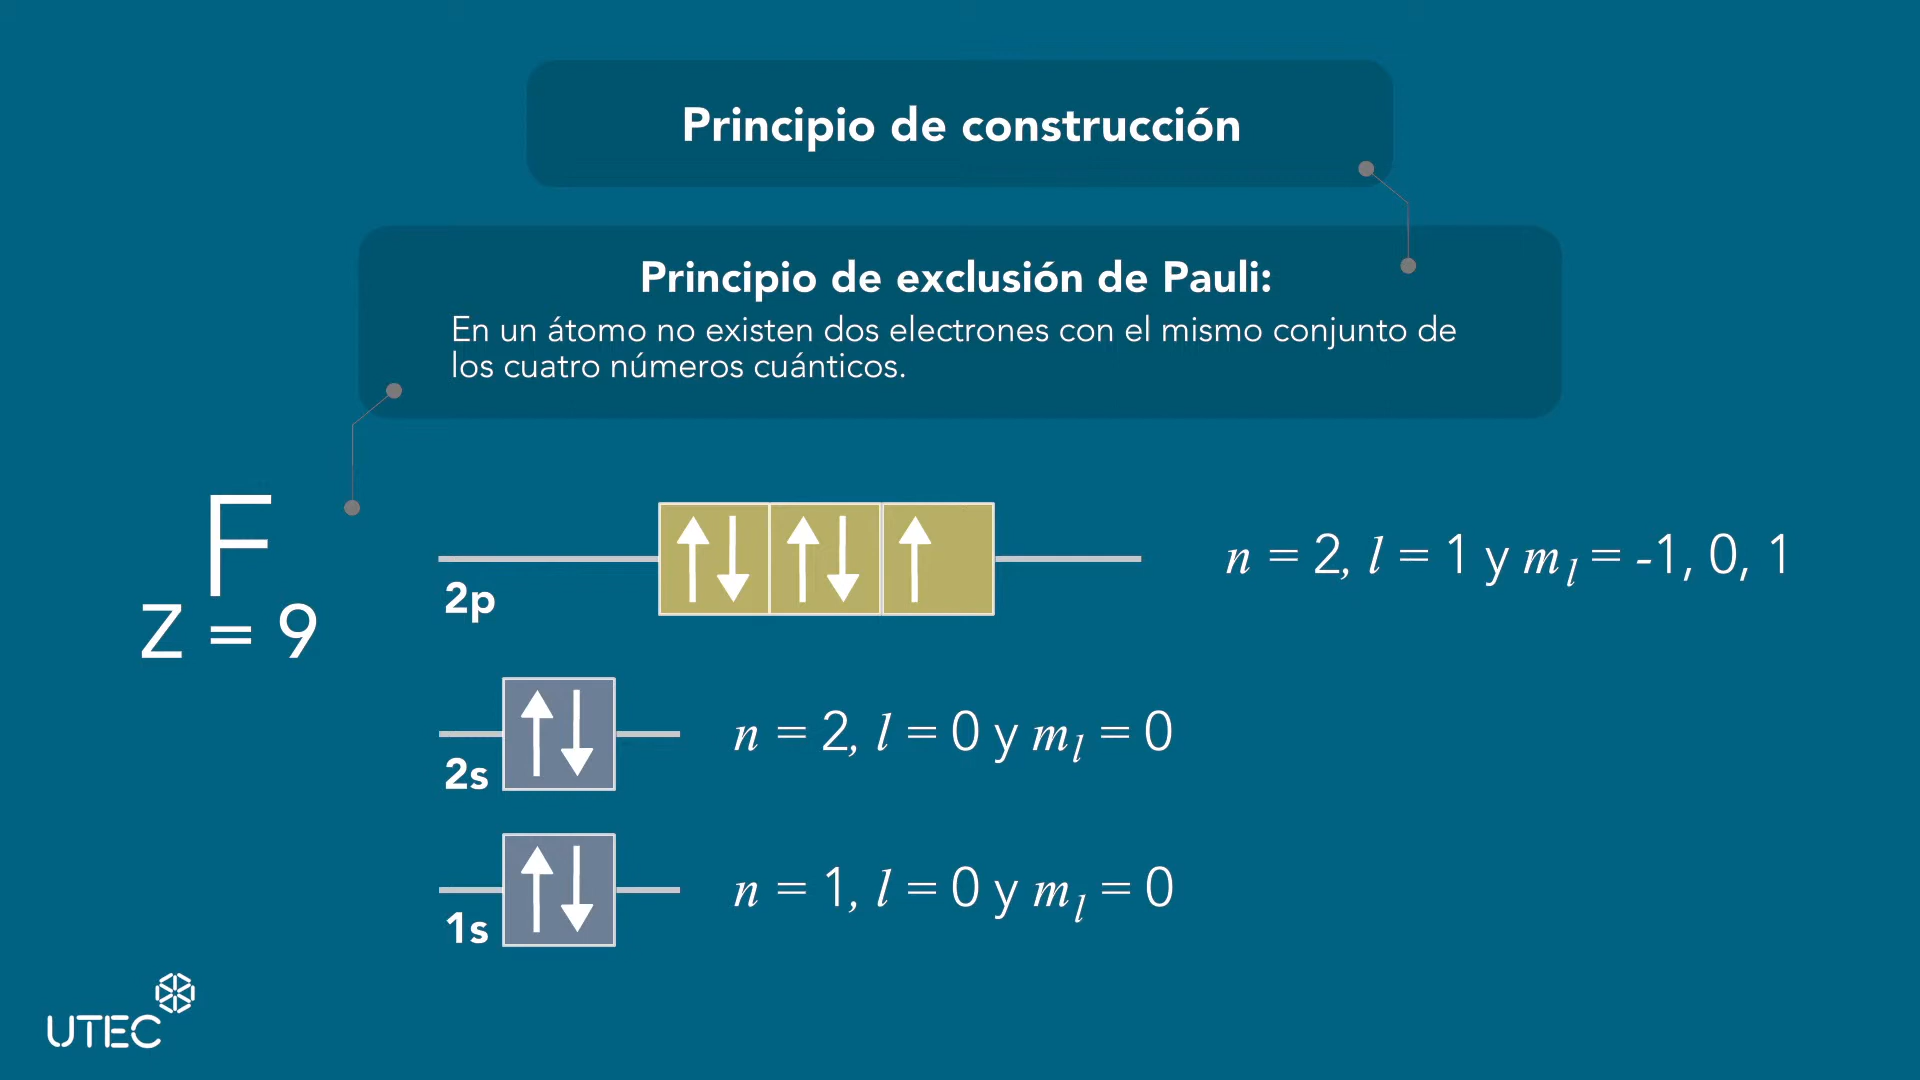 Principio de construcción
Principio de exclusión de Pauli:
En un átomo no existen dos electrones con el mismo conjunto de
los cuatro números cuánticos.
F
Z = 9
2p
n = 2, l = 1 y mₗ = -1, 0, 1
2s
n = 2, l = 0 y mₗ = 0
1s
n = 1, l = 0 y mₗ = 0
UTEC